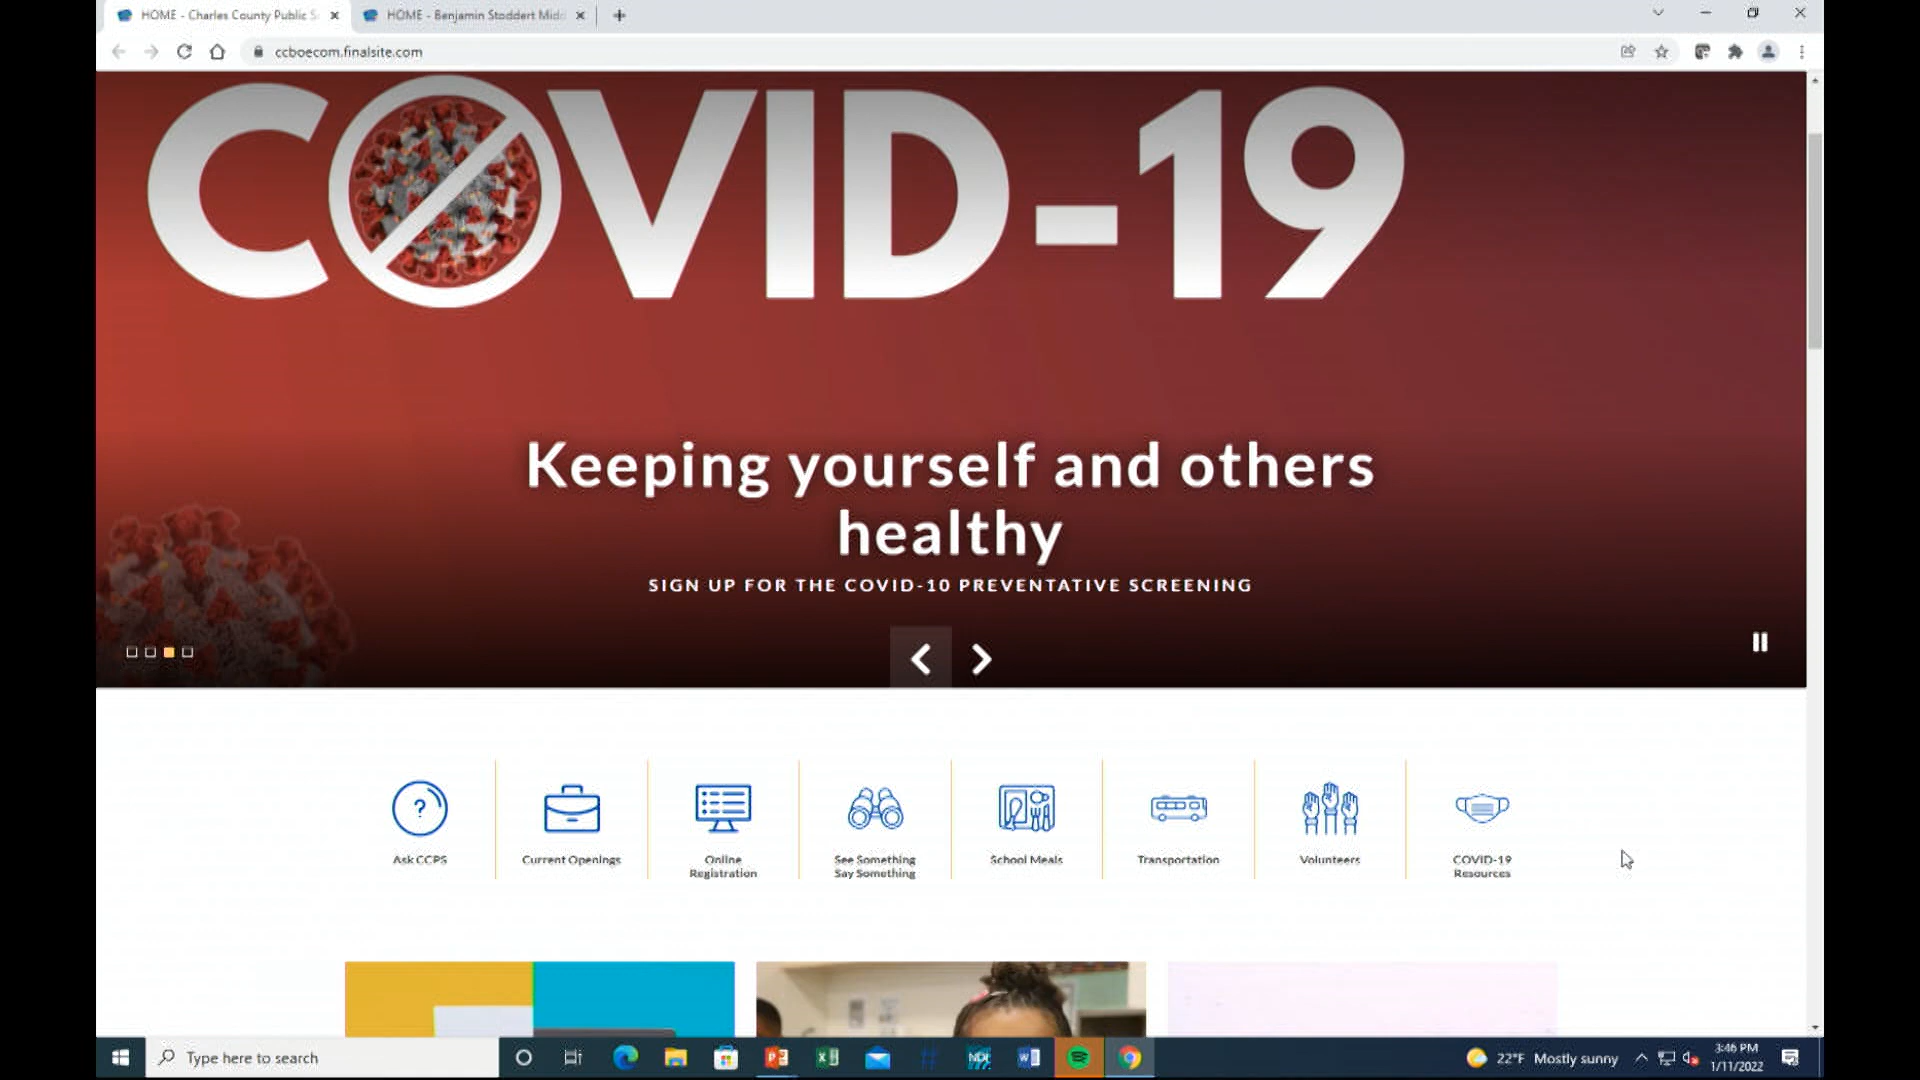 HOME - Charles County Public S
HOME - Benjamin Stoddert Midd
ccboecom.finalsite.com
COVID-19
Keeping yourself and others
healthy
SIGN UP FOR THE COVID-10 PREVENTATIVE SCREENING
?
Ask CCPS
Current Openings
Online
Registration
See Something
Say Something
School Meals
Transportation
Volunteers
COVID-19
Resources
Type here to search
22°F Mostly sunny
3:46 PM
1/11/2022